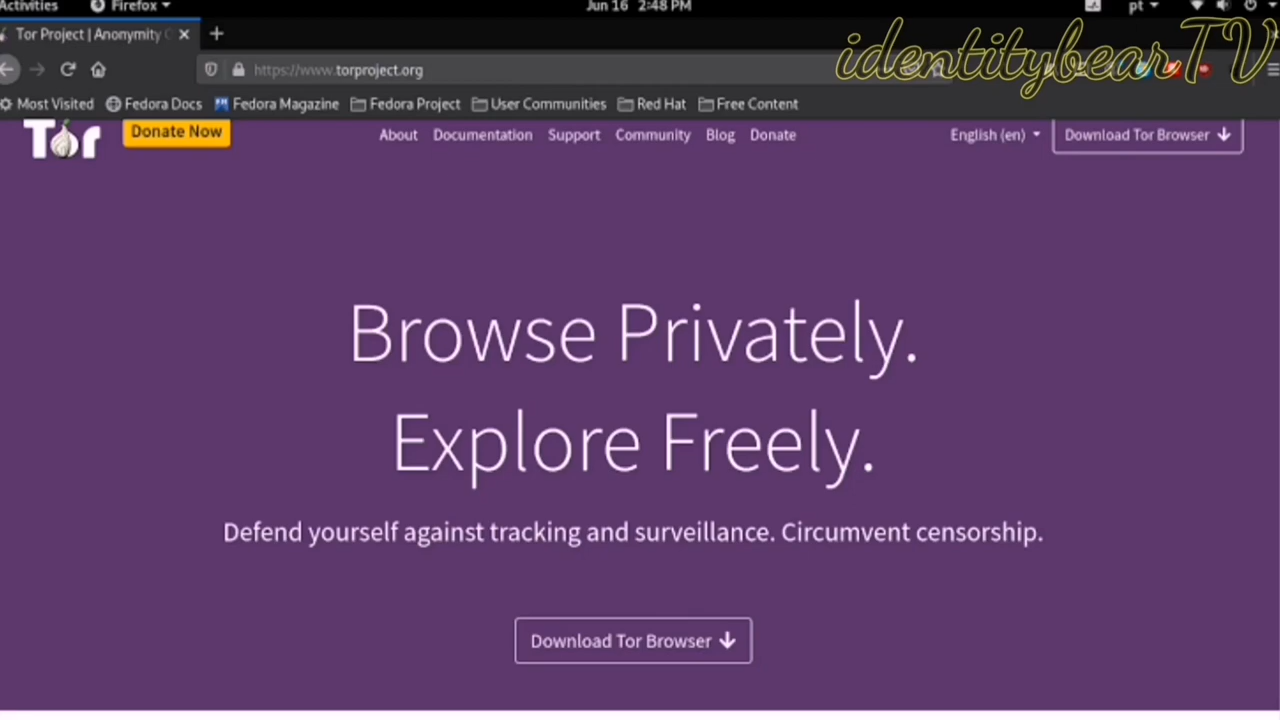 Activities Firefox Jun 16 2:48 PM pt
identitybear.TV
Tor Project | Anonymity
https://www.torproject.org
Most Visited Fedora Docs Fedora Magazine Fedora Project User Communities Red Hat Free Content
Tor Donate Now About Documentation Support Community Blog Donate English (en) Download Tor Browser
Browse Privately.
Explore Freely.
Defend yourself against tracking and surveillance. Circumvent censorship.
Download Tor Browser